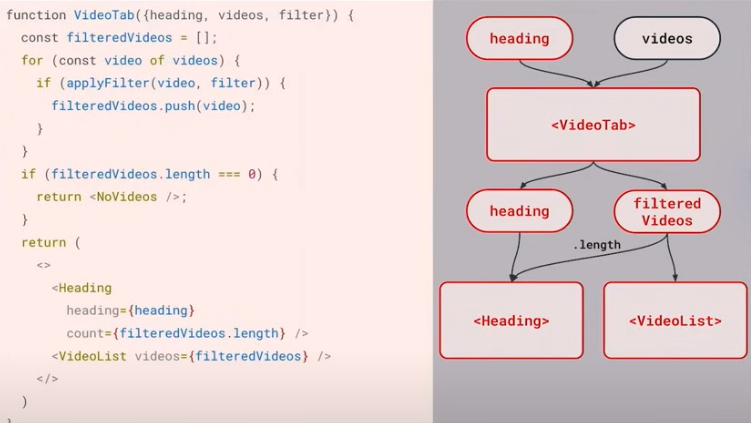 function VideoTab({heading, videos, filter}) {
const filteredVideos = [];
for (const video of videos) {
if (applyFilter(video, filter)) {
filteredVideos.push(video);
}
}
if (filteredVideos.length === 0) {
return <NoVideos />;
}
return (
<>
<Heading
heading={heading}
count={filteredVideos.length} />
<VideoList videos={filteredVideos} />
</>
)
heading
videos
<VideoTab>
heading
filtered
Videos
.length
<Heading>
<VideoList>